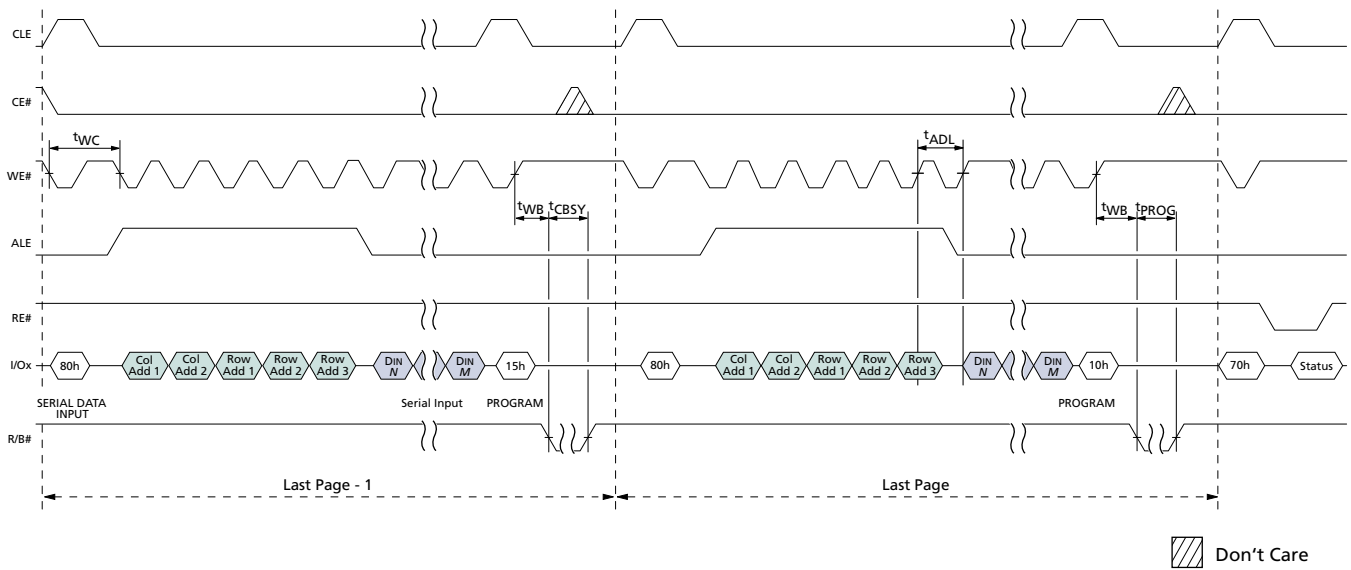 CLE
CE#
tWC
tADL
WE#
tWB tCBSY
tWB tPROG
ALE
RE#
I/Ox
80h
Col Add 1
Col Add 2
Row Add 1
Row Add 2
Row Add 3
DIN N
DIN M
15h
80h
Col Add 1
Col Add 2
Row Add 1
Row Add 2
Row Add 3
DIN N
DIN M
10h
70h
Status
SERIAL DATA
INPUT
Serial Input
PROGRAM
PROGRAM
R/B#
Last Page - 1
Last Page
Don't Care